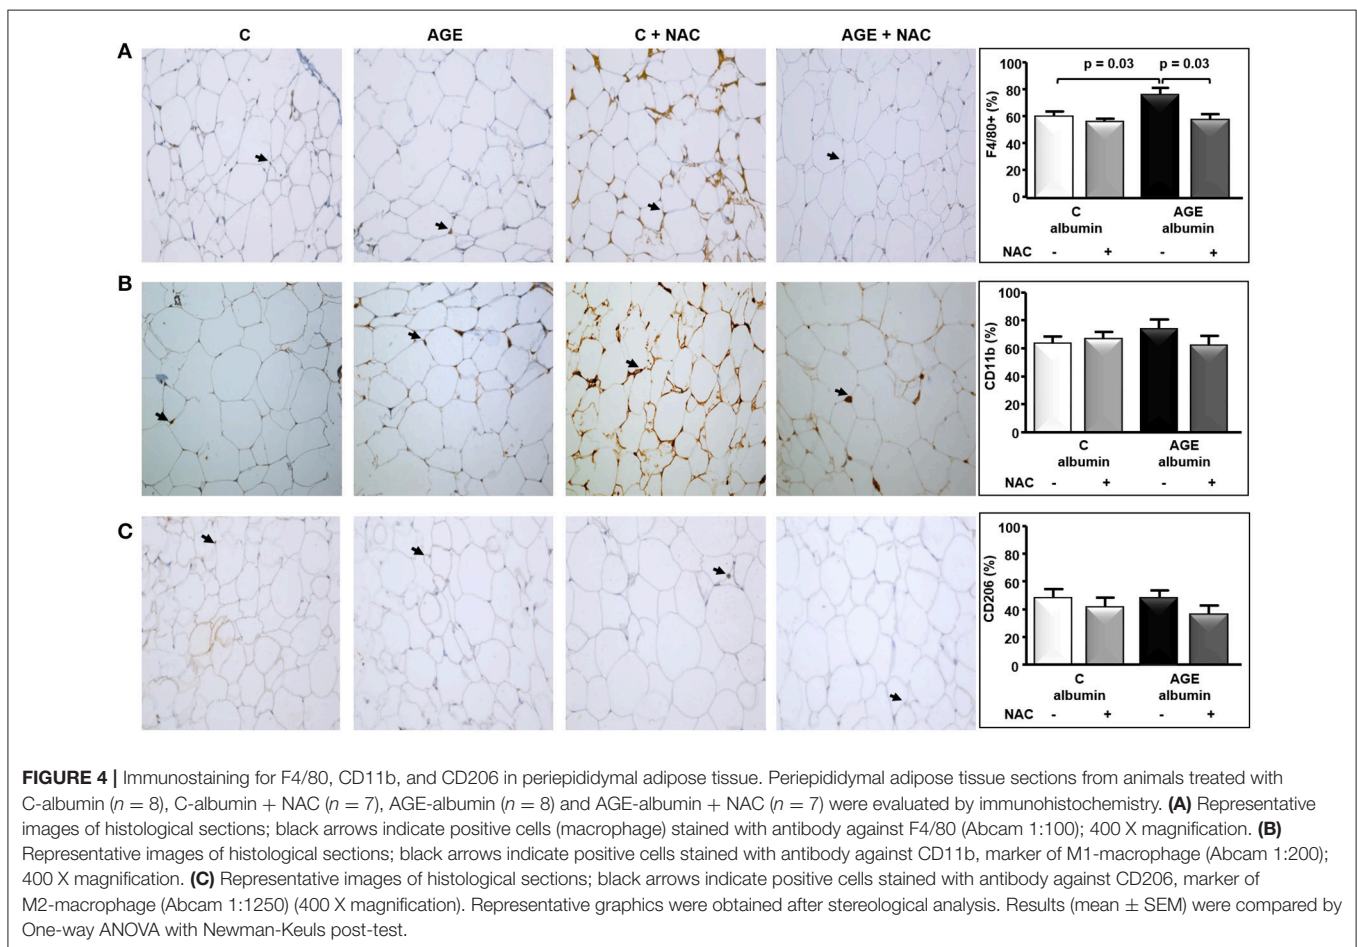 C AGE C + NAC AGE + NAC
A
100
80
60
40
20
0
F4/80+ (%)
p = 0.03 p = 0.03
C AGE
albumin albumin
NAC - + - +
B
100
80
60
40
20
0
CD11b (%)
C AGE
albumin albumin
NAC - + - +
C
100
80
60
40
20
0
CD206 (%)
C AGE
albumin albumin
NAC - + - +
FIGURE 4 | Immunostaining for F4/80, CD11b, and CD206 in periepididymal adipose tissue. Periepididymal adipose tissue sections from animals treated with
C-albumin (n = 8), C-albumin + NAC (n = 7), AGE-albumin (n = 8) and AGE-albumin + NAC (n = 7) were evaluated by immunohistochemistry. (A) Representative
images of histological sections; black arrows indicate positive cells (macrophage) stained with antibody against F4/80 (Abcam 1:100); 400 X magnification. (B)
Representative images of histological sections; black arrows indicate positive cells stained with antibody against CD11b, marker of M1-macrophage (Abcam 1:200);
400 X magnification. (C) Representative images of histological sections; black arrows indicate positive cells stained with antibody against CD206, marker of
M2-macrophage (Abcam 1:1250) (400 X magnification). Representative graphics were obtained after stereological analysis. Results (mean ± SEM) were compared by
One-way ANOVA with Newman-Keuls post-test.